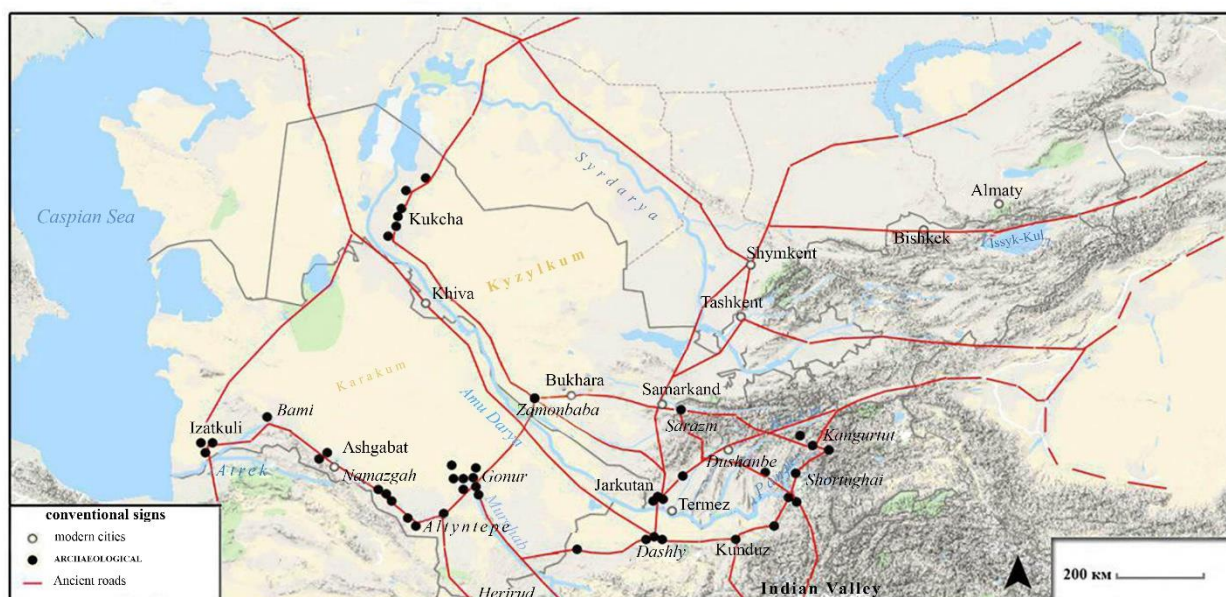 Syrdarya
Almaty
Caspian Sea
Kukcha
Bishkek
Issyk-Kul
Kyzylkum
Shymkent
Khiva
Tashkent
Karakum
Bukhara
Samarkand
Zamonbaba
Bami
Amu Darya
Sarazm
Izatkuli
Kangurtut
Ashgabat
Dushanbe
Atrek
Namazgah
Gonur
Shortughai
Jarkutan
Termez
Murghab
Altyntepe
Dashly
Kunduz
Herirud
Indian Valley
conventional signs
modern cities
ARCHAEOLOGICAL
Ancient roads
200 км